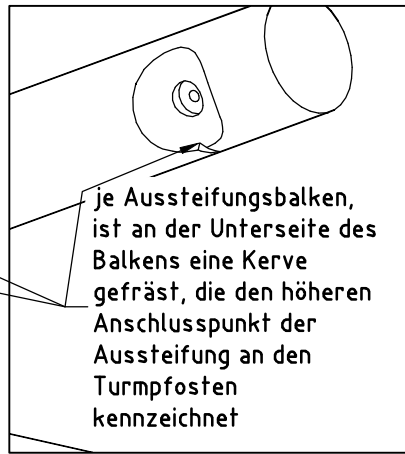 je Aussteifungsbalken,
ist an der Unterseite des
Balkens eine Kerve
gefräst, die den höheren
Anschlusspunkt der
Aussteifung an den
Turmpfosten
kennzeichnet